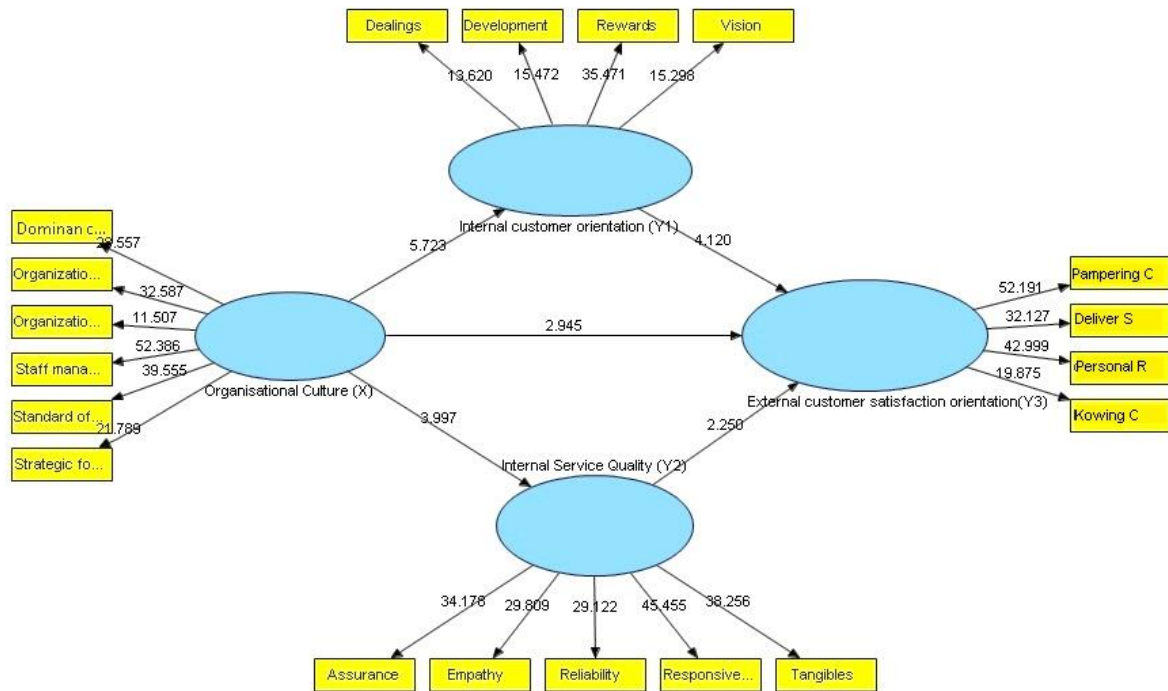 Dealings
Development
Rewards
Vision
13.620
15.472
35.471
15.298
Internal customer orientation (Y1)
5.723
4.120
Dominan c...
Organizatio...
32.587
Organizatio...
11.507
Staff mana...
52.386
Standard of...
39.555
Strategic fo...
21.789
Organisational Culture (X)
2.945
Pampering C
52.191
Deliver S
32.127
Personal R
42.999
Kowing C
19.875
External customer satisfaction orientation(Y3)
3.997
2.250
Internal Service Quality (Y2)
34.178
29.809
29.122
45.455
38.256
Assurance
Empathy
Reliability
Responsive...
Tangibles